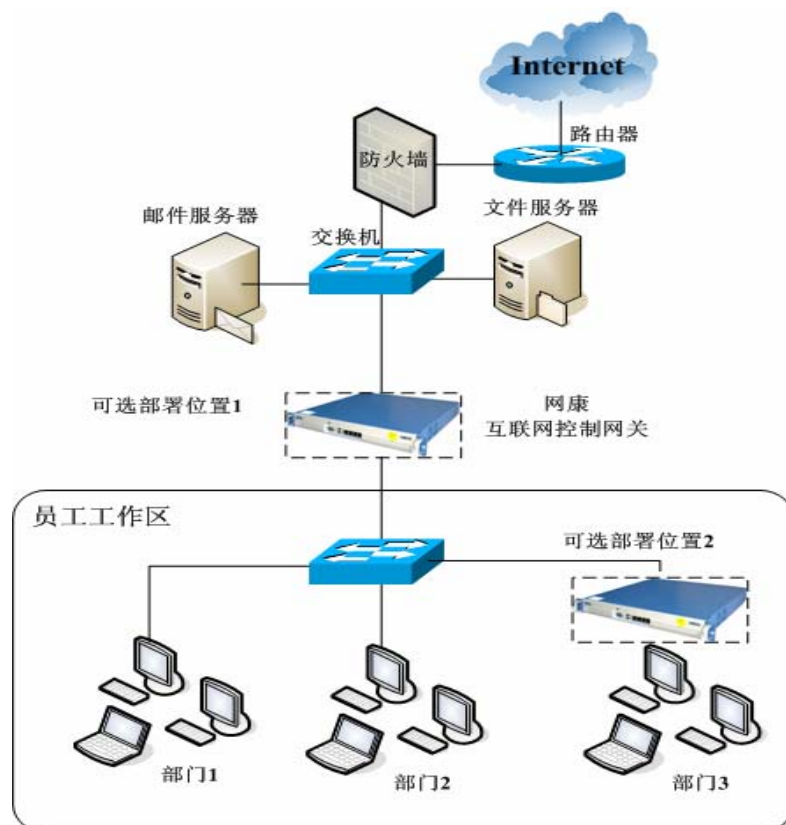 Internet
路由器
防火墙
邮件服务器
文件服务器
交换机
可选部署位置1
网康
互联网控制网关
员工工作区
可选部署位置2
部门1
部门2
部门3